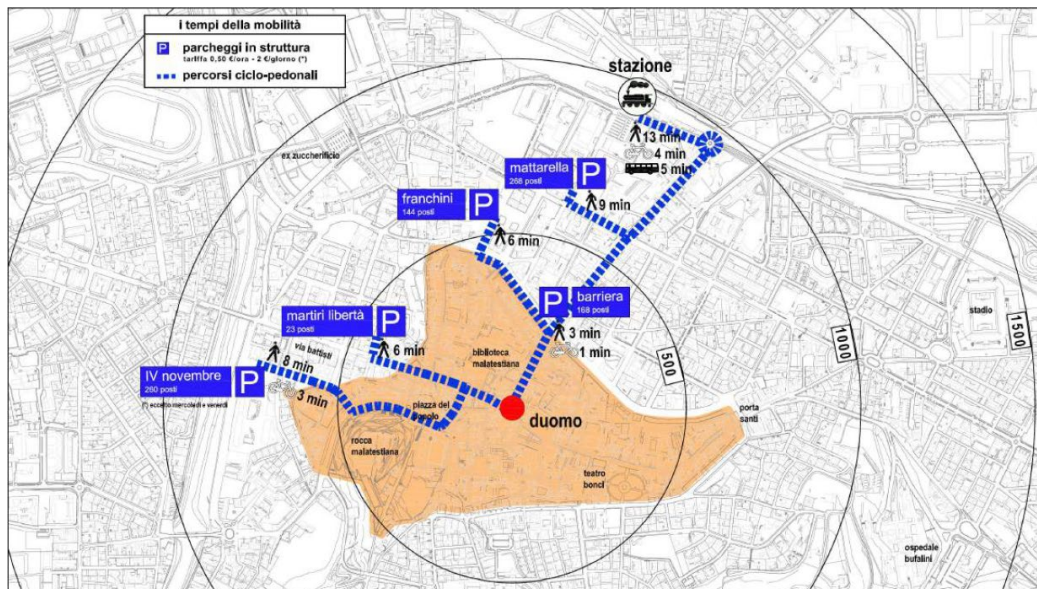 i tempi della mobilità
P parcheggi in struttura
tariffa 0,50 €/ora - 2 €/giorno (*)
percorsi ciclo-pedonali
stazione
13 min
4 min
5 min
ex zuccherificio
mattarella
268 posti
P
9 min
franchini
144 posti
P
6 min
P
barriera
168 posti
3 min
1 min
martiri libertà
23 posti
P
6 min
via battisti
biblioteca
malatestiana
IV novembre
260 posti
P
8 min
3 min
(*) eccetto mercoledì e venerdì
piazza del
popolo
duomo
rocca
malatestiana
teatro
bonci
porta
santi
stadio
ospedale
bufalini
500
1000
1500